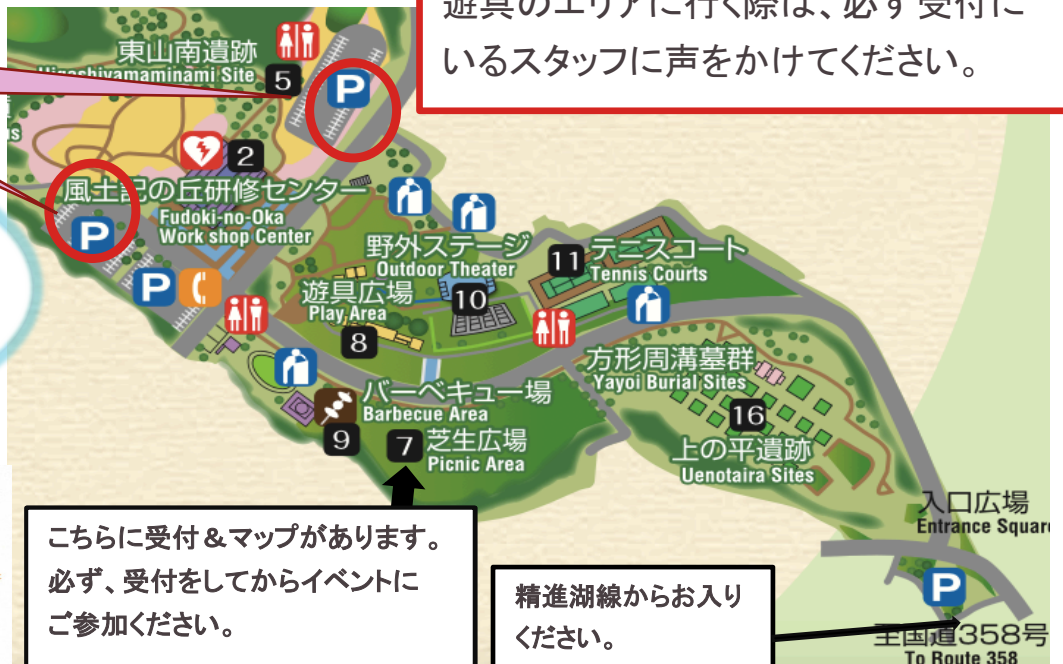 遊具のエリアに行く際は、必ず受付に
いるスタッフに声をかけてください。
東山南遺跡
Higashiyamaminami Site
5
P
2
風土記の丘研修センター
Fudoki-no-Oka
Work shop Center
P
P
野外ステージ
Outdoor Theater
10
11
テニスコート
Tennis Courts
遊具広場
Play Area
8
方形周溝墓群
Yayoi Burial Sites
16
上の平遺跡
Uenotaira Sites
バーベキュー場
Barbecue Area
9
7
芝生広場
Picnic Area
入口広場
Entrance Square
P
至国道358号
To Route 358
こちらに受付&マップがあります。
必ず、受付をしてからイベントに
ご参加ください。
精進湖線からお入り
ください。